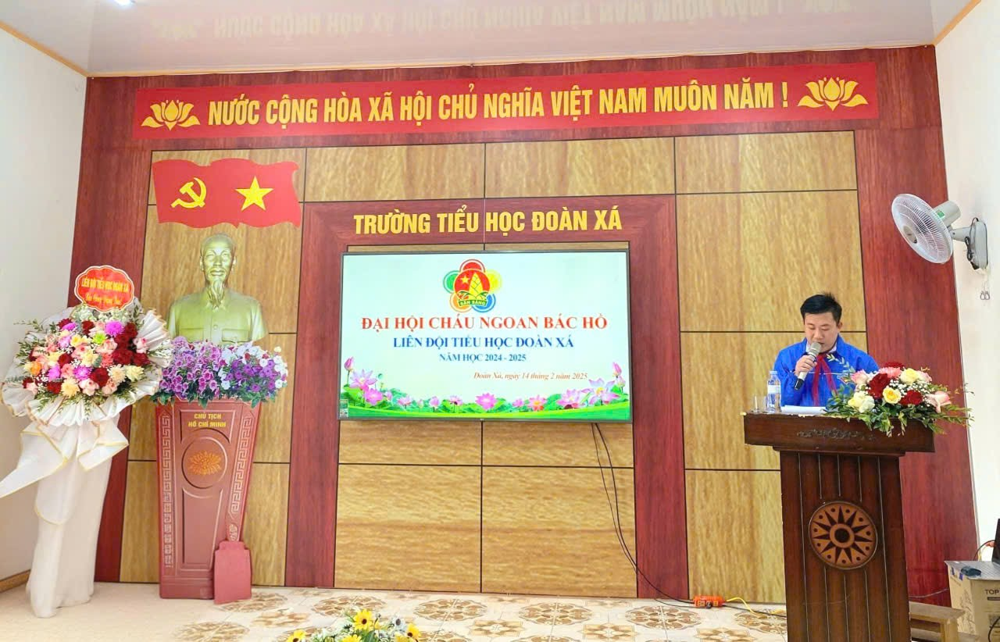 NƯỚC CỘNG HÒA XÃ HỘI CHỦ NGHĨA VIỆT NAM MUÔN NĂM !
TRƯỜNG TIỂU HỌC ĐOÀN XÁ
SẴN SÀNG
ĐẠI HỘI CHÁU NGOAN BÁC HỒ
LIÊN ĐỘI TIỂU HỌC ĐOÀN XÁ
NĂM HỌC 2024 - 2025
Đoàn Xá, ngày 14 tháng 2 năm 2025
LIÊN ĐỘI TIỂU HỌC ĐOÀN XÁ
CHỦ TỊCH
HỒ CHÍ MINH
TOP